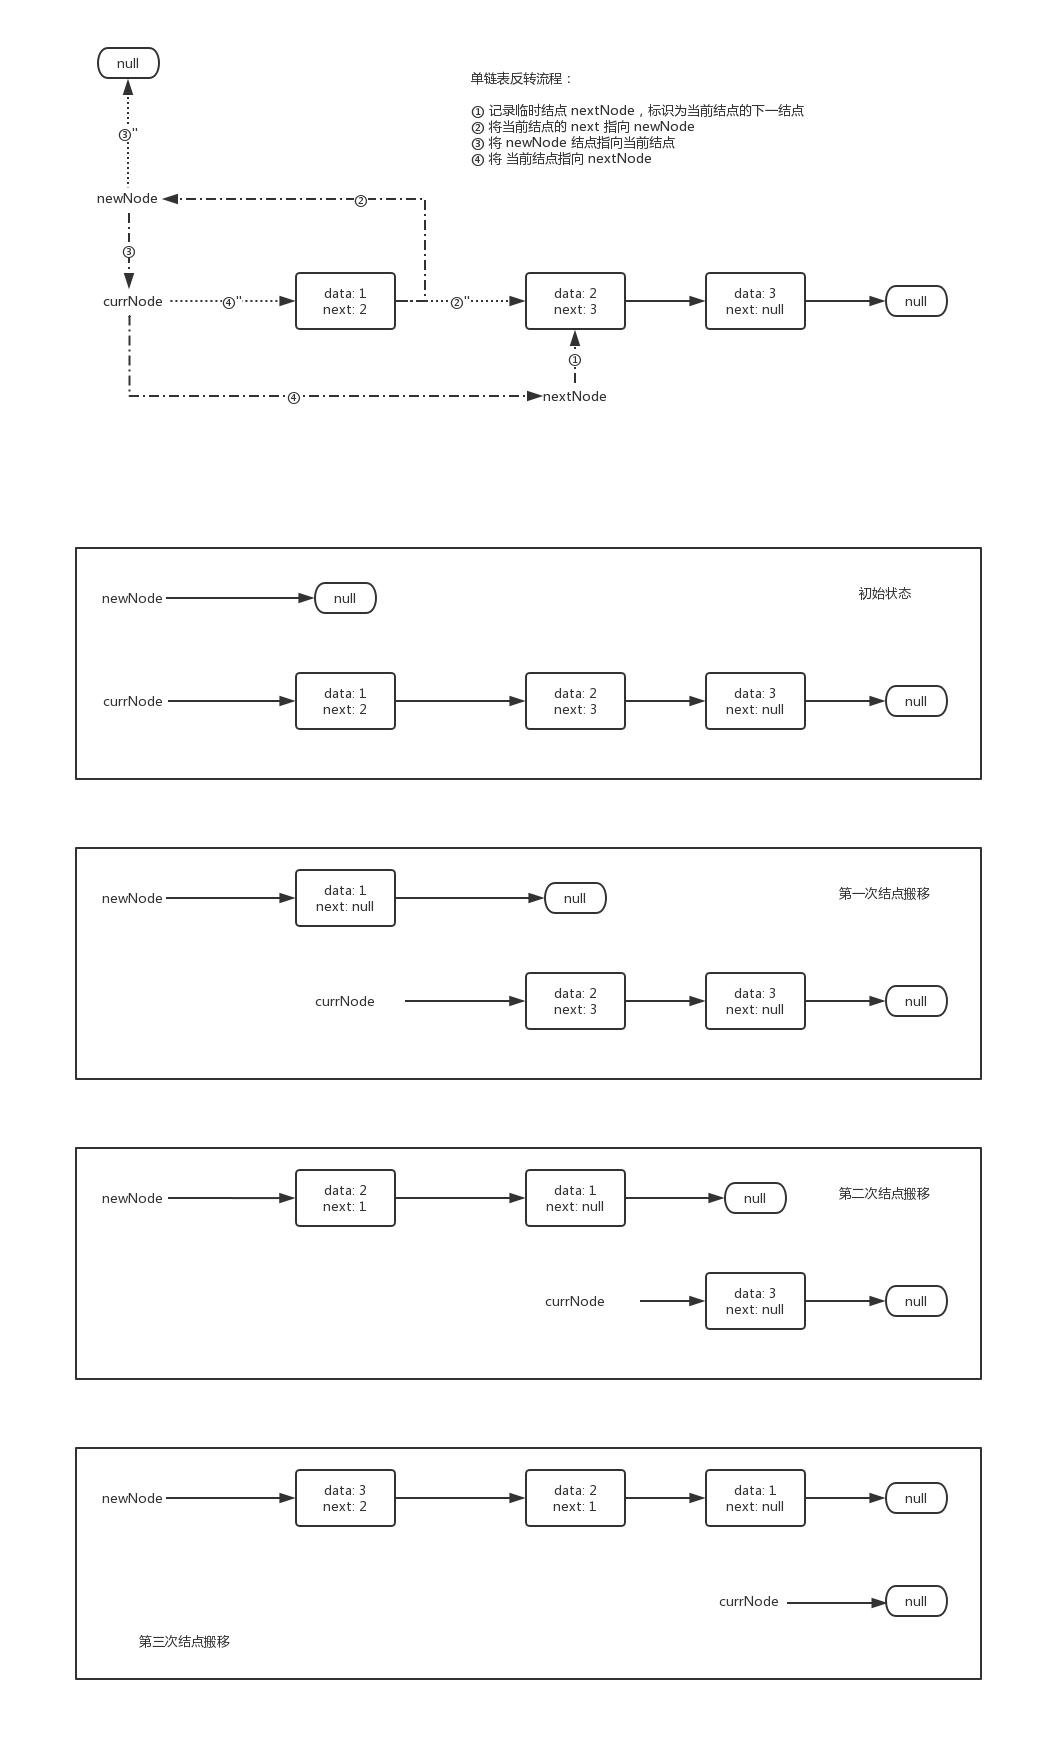 null
单链表反转流程：
① 记录临时结点 nextNode，标识为当前结点的下一结点
② 将当前结点的 next 指向 newNode
③ 将 newNode 结点指向当前结点
④ 将 当前结点指向 nextNode
③"
newNode
②
③
currNode
④"
data: 1
next: 2
②"
data: 2
next: 3
data: 3
next: null
null
①
④
nextNode
newNode
null
初始状态
currNode
data: 1
next: 2
data: 2
next: 3
data: 3
next: null
null
newNode
data: 1
next: null
null
第一次结点搬移
currNode
data: 2
next: 3
data: 3
next: null
null
newNode
data: 2
next: 1
data: 1
next: null
null
第二次结点搬移
currNode
data: 3
next: null
null
newNode
data: 3
next: 2
data: 2
next: 1
data: 1
next: null
null
currNode
null
第三次结点搬移